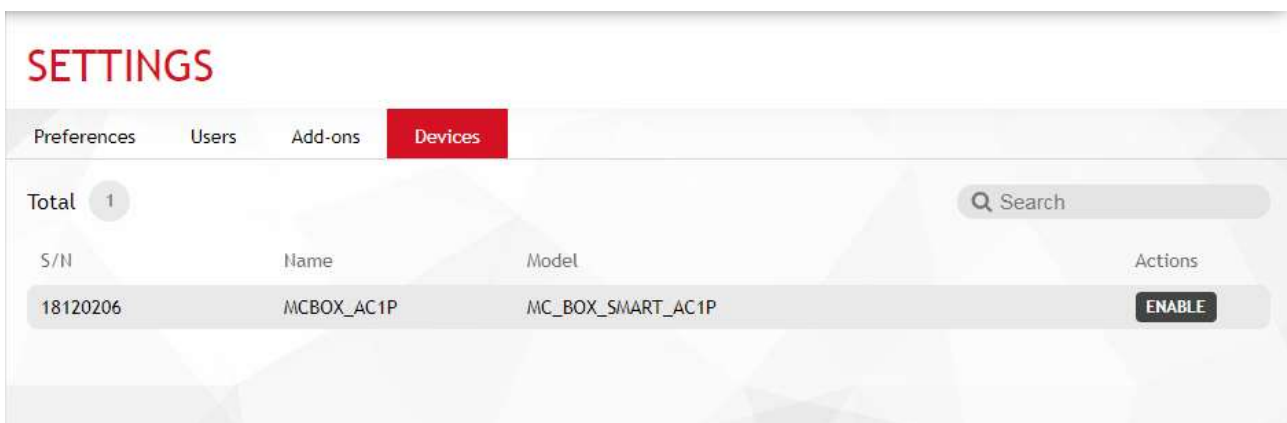 SETTINGS
Preferences Users Add-ons Devices
Total 1 Search
S/N Name Model Actions
18120206 MCBOX_AC1P MC_BOX_SMART_AC1P ENABLE